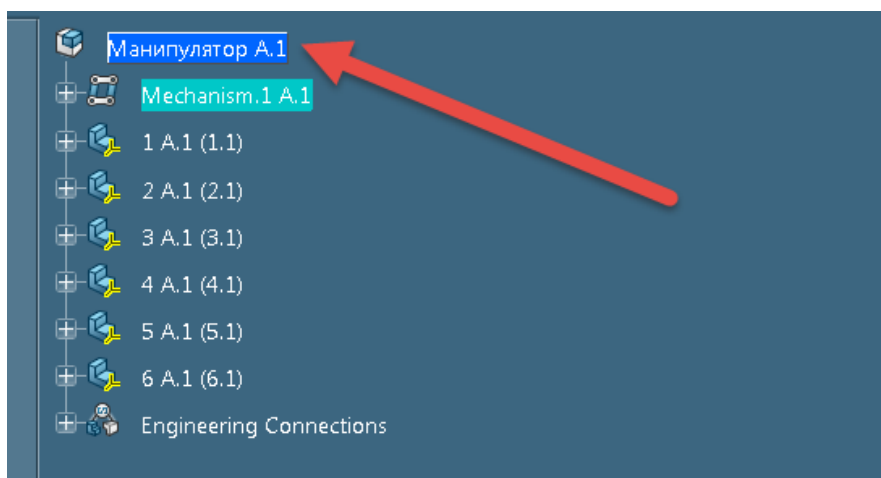 Манипулятор A.1
Mechanism.1 A.1
1 A.1 (1.1)
2 A.1 (2.1)
3 A.1 (3.1)
4 A.1 (4.1)
5 A.1 (5.1)
6 A.1 (6.1)
Engineering Connections